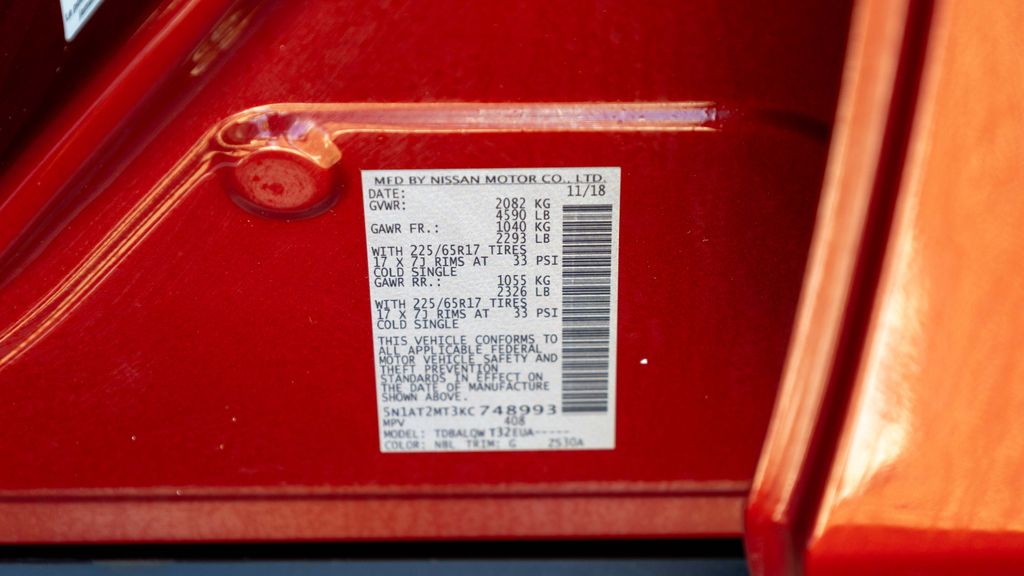 MFD BY NISSAN MOTOR CO., LTD.
DATE: 11/18
GVWR: 2082 KG
4590 LB
GAWR FR.: 1040 KG
2293 LB
WITH 225/65R17 TIRES
17 X 7J RIMS AT 33 PSI
COLD SINGLE
GAWR RR.: 1055 KG
2326 LB
WITH 225/65R17 TIRES
17 X 7J RIMS AT 33 PSI
COLD SINGLE
THIS VEHICLE CONFORMS TO
ALL APPLICABLE FEDERAL
MOTOR VEHICLE SAFETY AND
THEFT PREVENTION
STANDARDS IN EFFECT ON
THE DATE OF MANUFACTURE
SHOWN ABOVE.
5N1AT2MT3KC748993
MPV 408
MODEL: TDBALQW T32EUA-----
COLOR: NBL TRIM: G 2530A